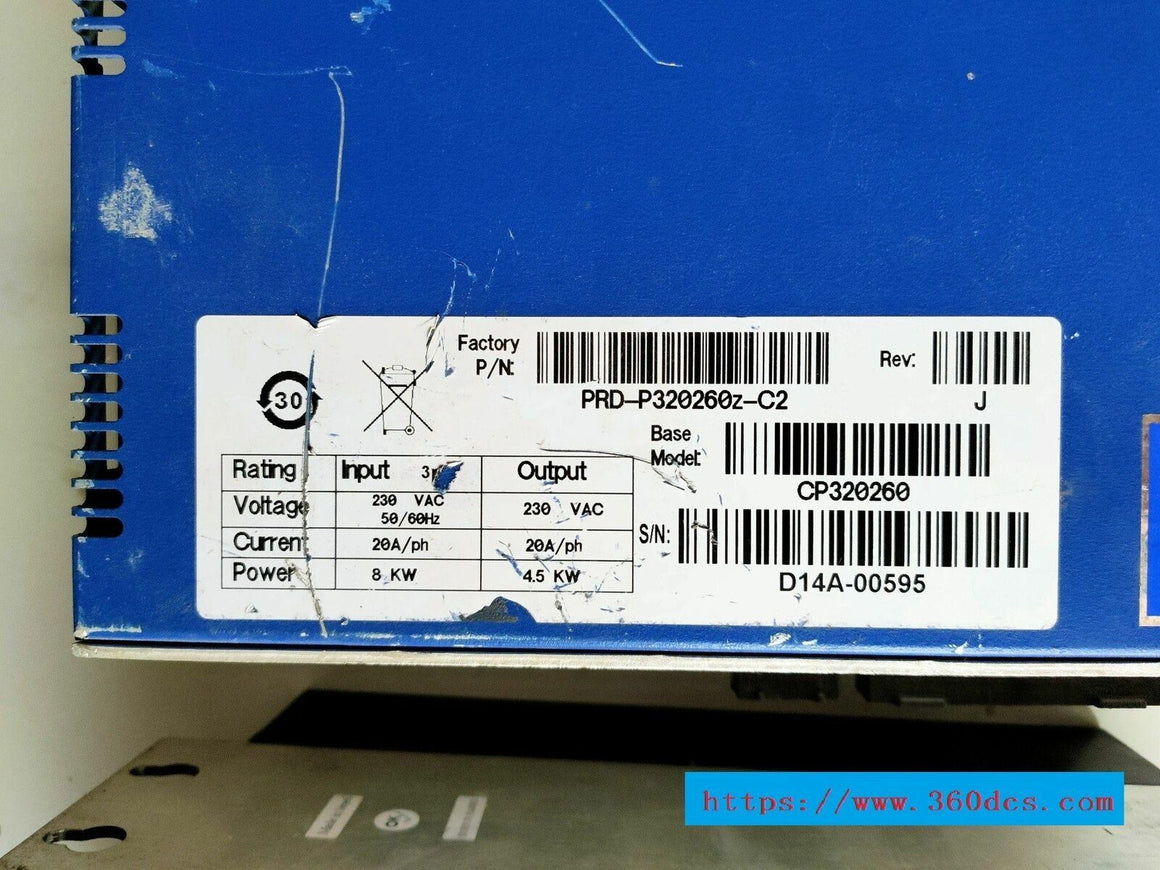 Factory P/N:
PRD-P320260z-C2
Rev:
J
30
Base Model:
CP320260
S/N:
D14A-00595
Rating Input Output
Voltage 230 VAC 50/60Hz 230 VAC
Current 20A/ph 20A/ph
Power 8 KW 4.5 KW
https://www.360dcs.com